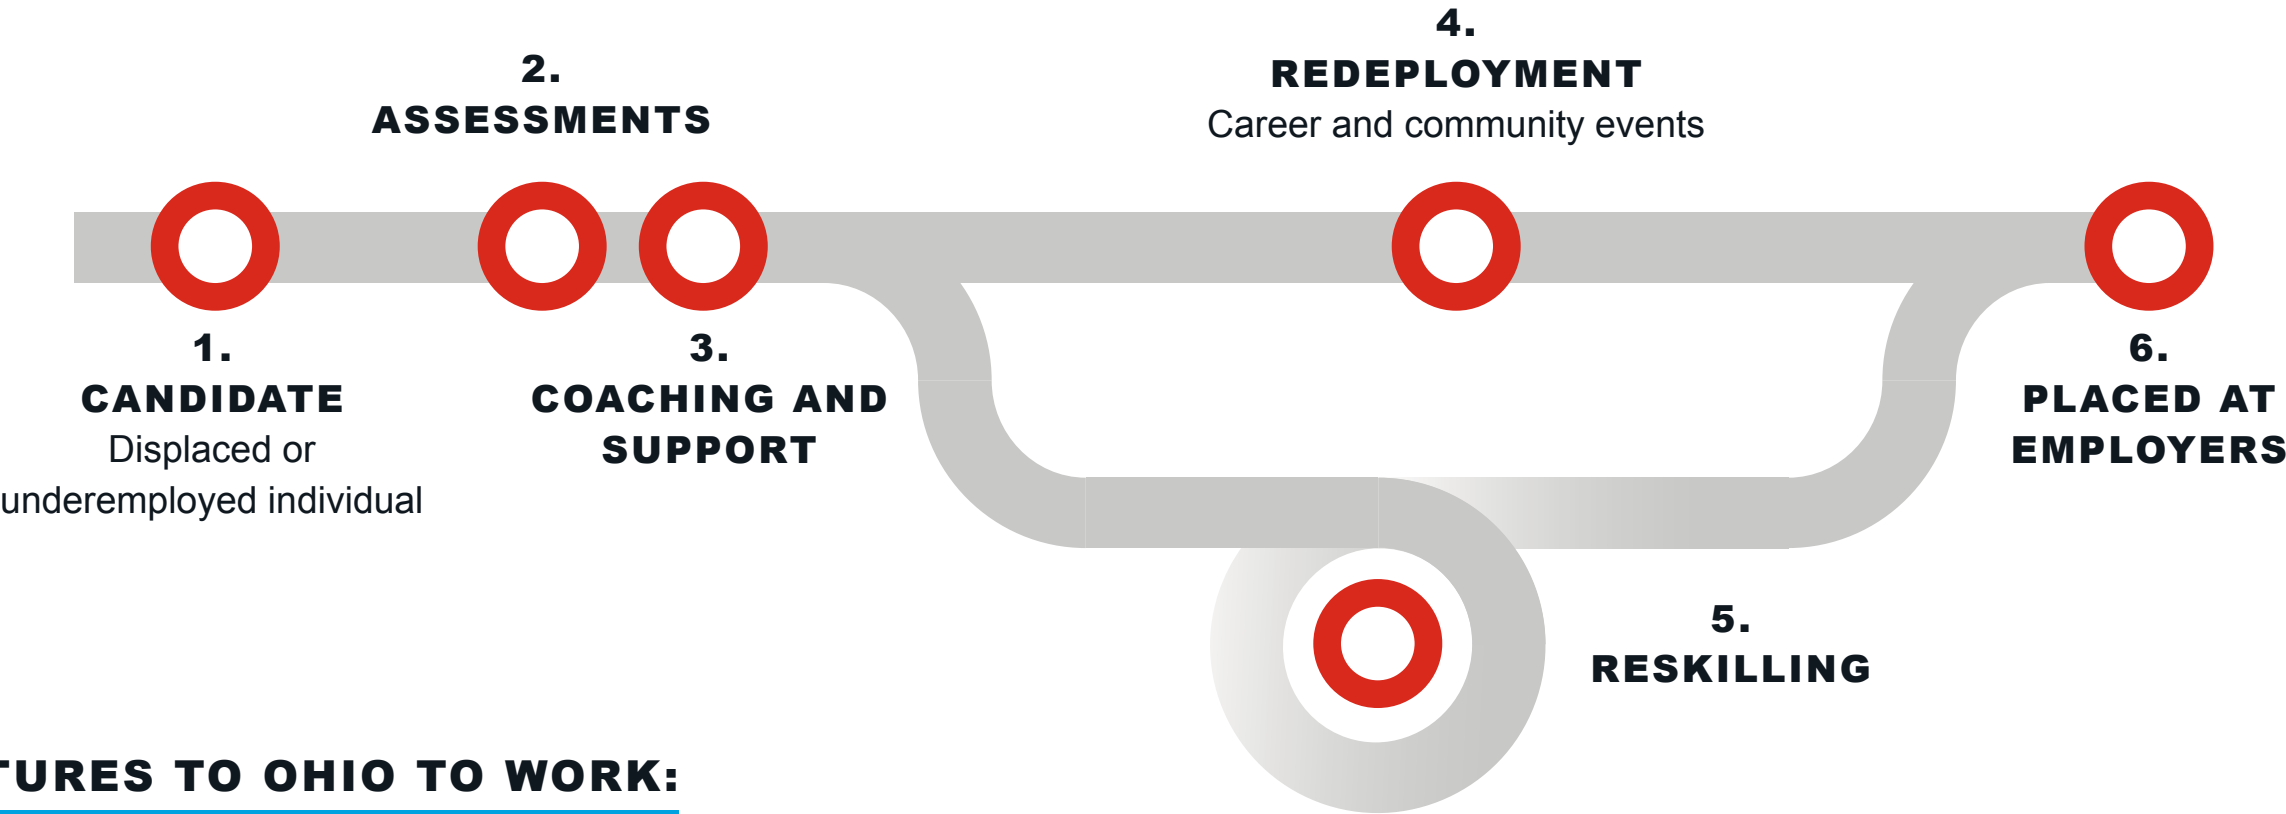 1.
CANDIDATE
Displaced or
underemployed individual
2.
ASSESSMENTS
3.
COACHING AND
SUPPORT
4.
REDEPLOYMENT
Career and community events
5.
RESKILLING
6.
PLACED AT
EMPLOYERS
TURES TO OHIO TO WORK: